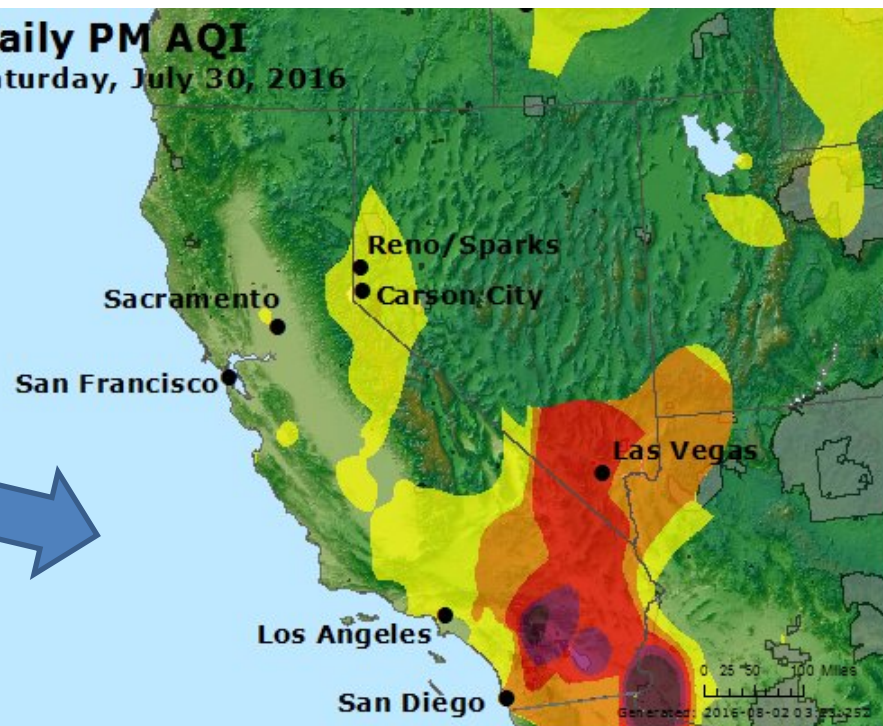 aily PM AQI
aturday, July 30, 2016
Reno/Sparks
Carson City
Sacramento
San Francisco
Las Vegas
Los Angeles
San Diego
0 25 50 100 Miles
Generated: 2016-08-02